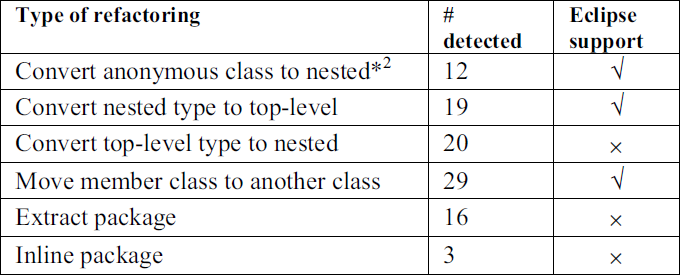 Type of refactoring # detected Eclipse support
Convert anonymous class to nested*2 12 √
Convert nested type to top-level 19 √
Convert top-level type to nested 20 ×
Move member class to another class 29 √
Extract package 16 ×
Inline package 3 ×